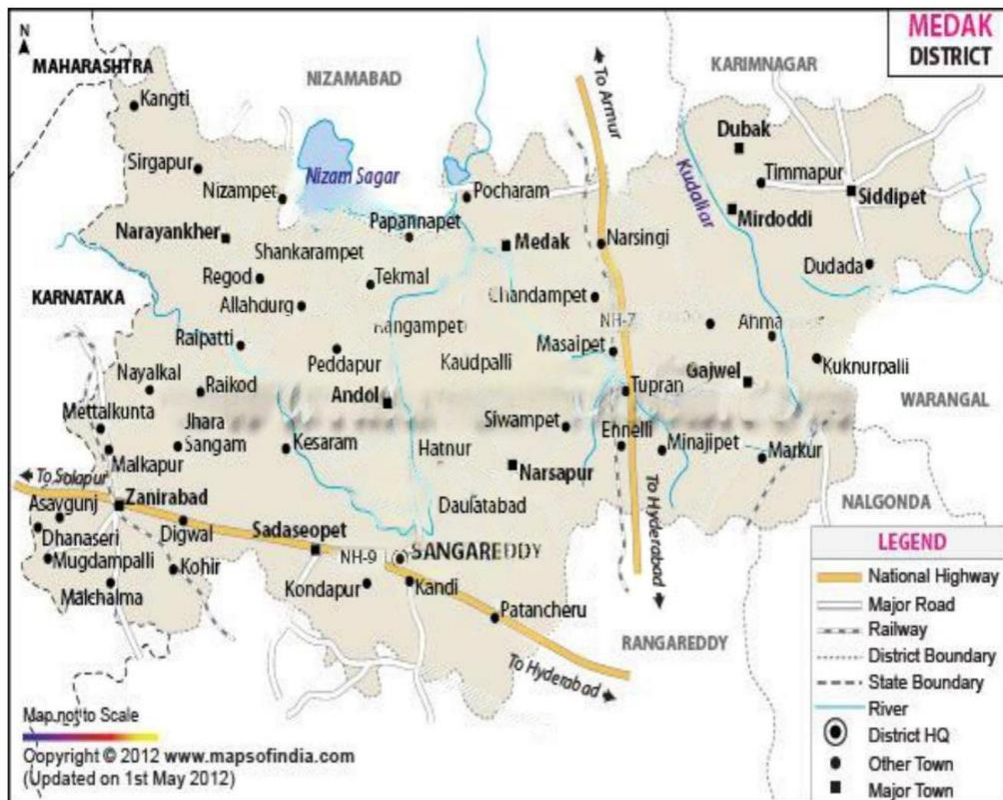 MEDAK
DISTRICT
N
MAHARASHTRA
NIZAMABAD
KARIMNAGAR
To Armur
Kangti
Dubak
Sirgapur
Nizam Sagar
Kudaliar
Timmapur
Nizampet
Pocharam
Siddipet
Mirdoddi
Papannapet
Narayankher
Medak
Narsingi
Shankarampet
Dudada
Regod
Tekmal
KARNATAKA
Allahdurg
Chandampet
NH-7
Ahma
Raipatti
Masaipet
Peddapur
Kaudpalli
Kuknurpalii
Gajwel
Nayalkal
Raikod
Tupran
Andol
WARANGAL
Mettalkunta
Jhara
Sangam
Siwampet
Ennelli
Kesaram
Hatnur
Minajipet
Markur
Malkapur
Narsapur
To Solapur
Zanirabad
Asaygunj
Daulatabad
NALGONDA
Dhanaseri
Digwal
Sadaseopet
To Hyderabad
NH-9
SANGAREDDY
Mugdampalli
Kohir
Kondapur
Kandi
Malchalma
Patancheru
RANGAREDDY
To Hyderabad
LEGEND
National Highway
Major Road
Railway
District Boundary
State Boundary
River
District HQ
Other Town
Major Town
Map not to Scale
Copyright © 2012 www.mapsofindia.com
(Updated on 1st May 2012)